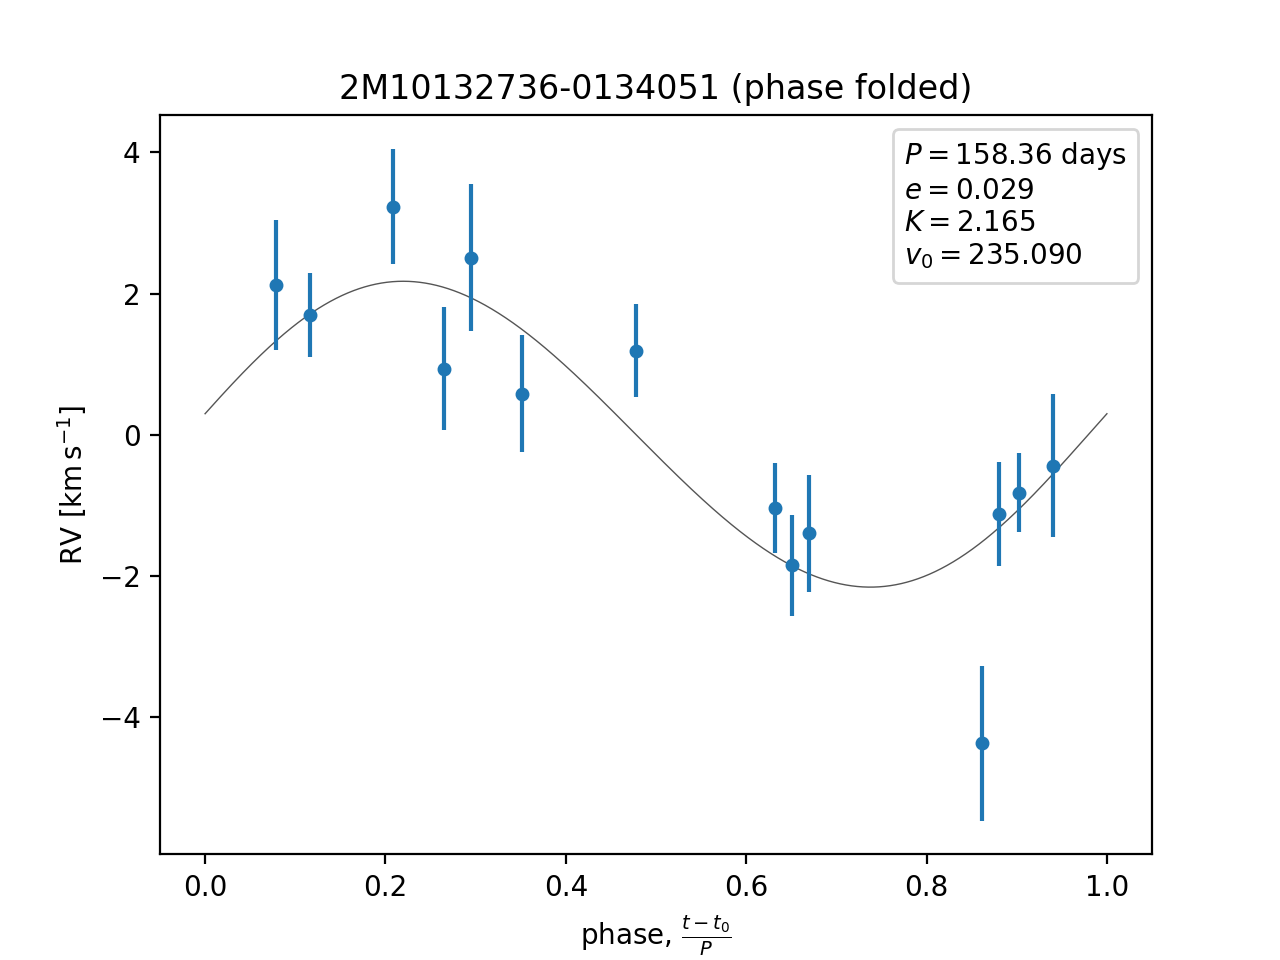 2M10132736-0134051 (phase folded)
P = 158.36 days
e = 0.029
K = 2.165
v₀ = 235.090
4
2
0
−2
−4
RV [km s⁻¹]
0.0 0.2 0.4 0.6 0.8 1.0
phase, (t − t₀)/P